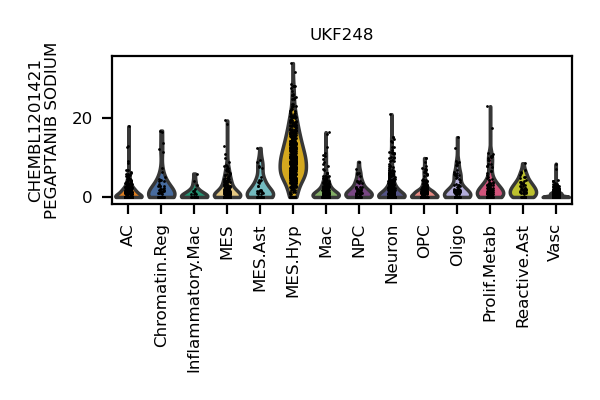 UKF248
CHEMBL1201421
PEGAPTANIB SODIUM
20
0
AC
Chromatin.Reg
Inflammatory.Mac
MES
MES.Ast
MES.Hyp
Mac
NPC
Neuron
OPC
Oligo
Prolif.Metab
Reactive.Ast
Vasc